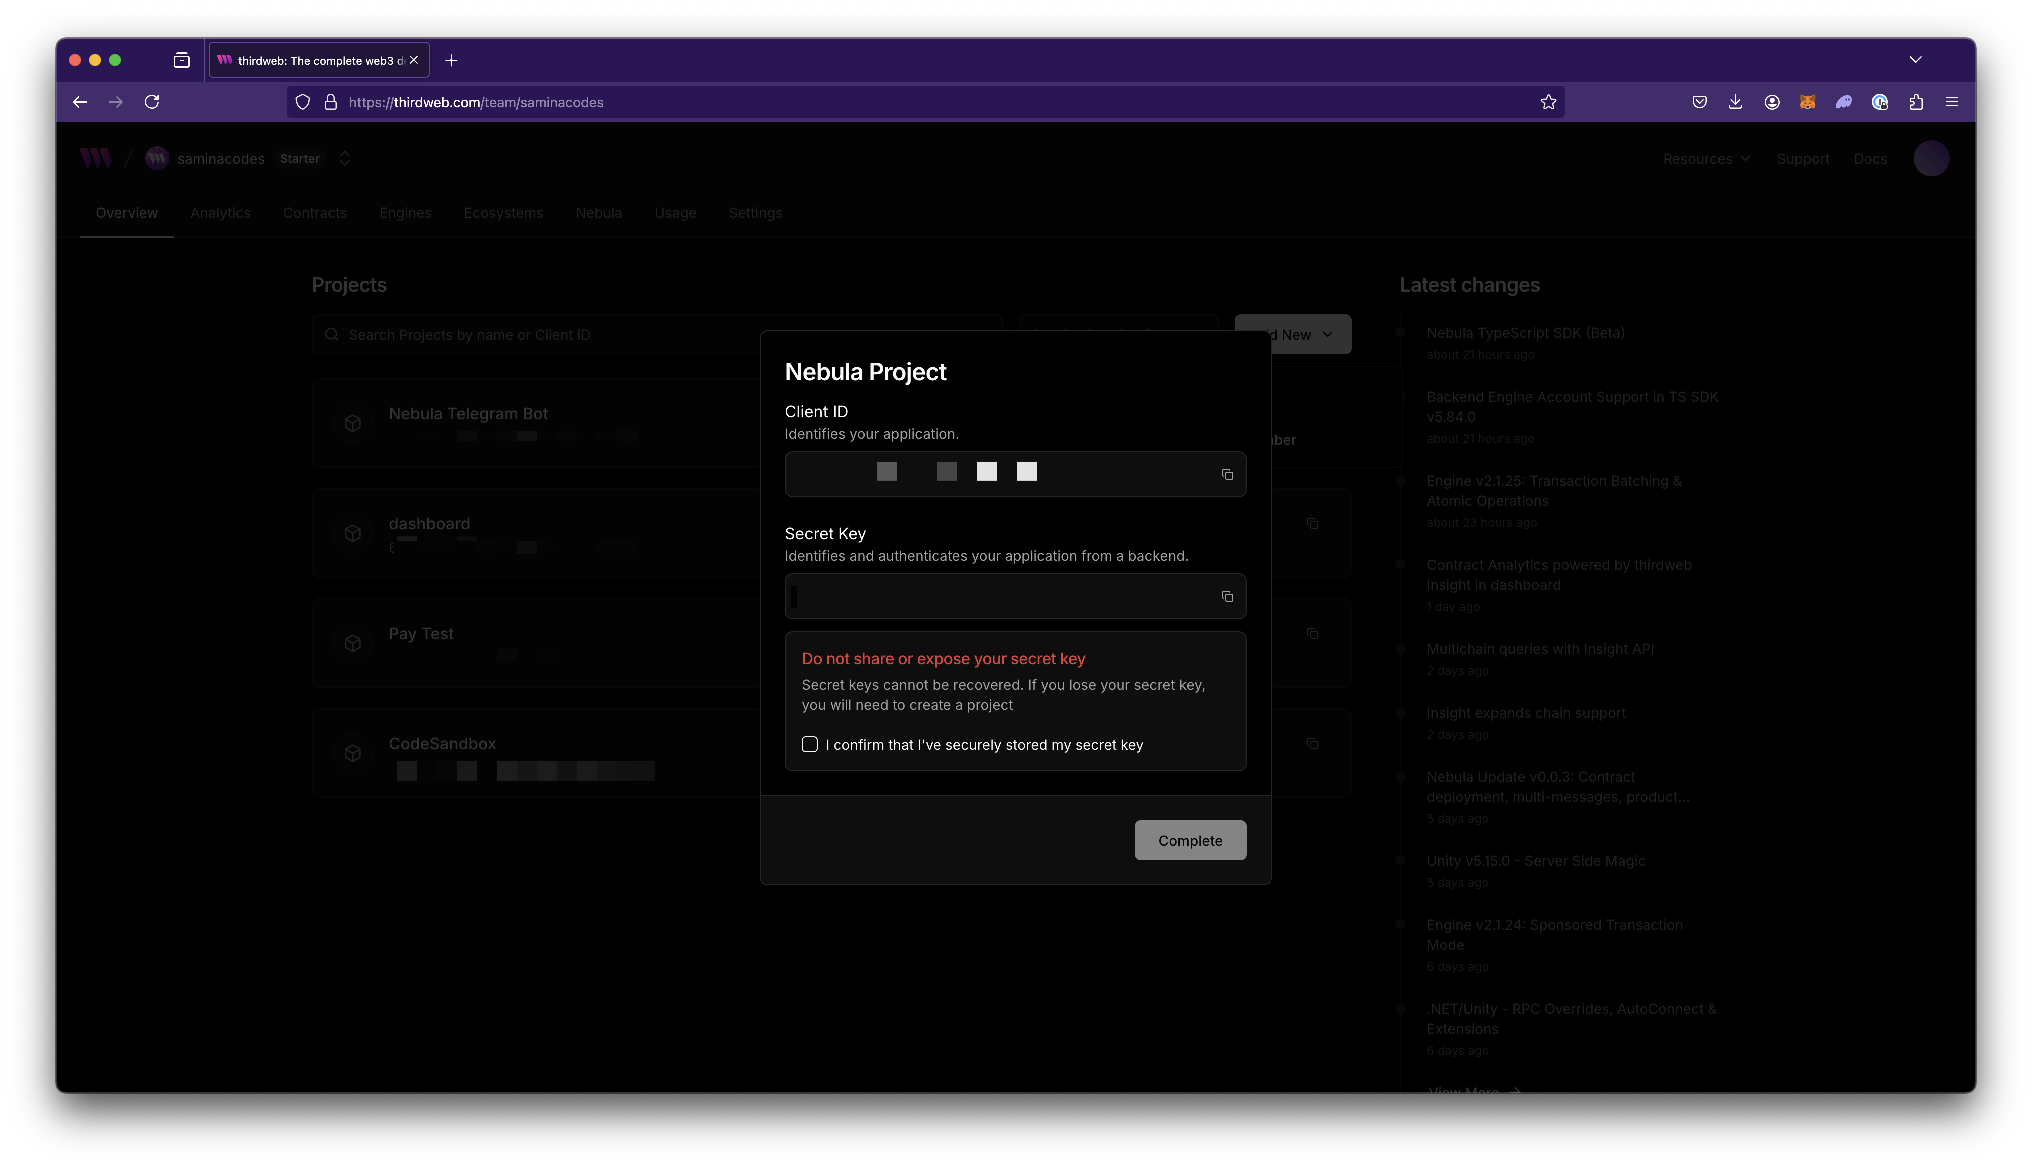 thirdweb: The complete web3 d
https://thirdweb.com/team/saminacodes
saminacodes
Starter
Resources
Support
Docs
Overview
Analytics
Contracts
Engines
Ecosystems
Nebula
Usage
Settings
Projects
Search Projects by name or Client ID
New
Nebula Telegram Bot
dashboard
Pay Test
CodeSandbox
Nebula Project
Client ID
Identifies your application.
Secret Key
Identifies and authenticates your application from a backend.
Do not share or expose your secret key
Secret keys cannot be recovered. If you lose your secret key,
you will need to create a project
I confirm that I've securely stored my secret key
Complete
Latest changes
Nebula TypeScript SDK (Beta)
about 21 hours ago
Backend Engine Account Support in TS SDK
v5.84.0
about 21 hours ago
Engine v2.1.25: Transaction Batching &
Atomic Operations
about 23 hours ago
Contract Analytics powered by thirdweb
Insight in dashboard
1 day ago
Multichain queries with Insight API
2 days ago
Insight expands chain support
2 days ago
Nebula Update v0.0.3: Contract
deployment, multi-messages, product...
5 days ago
Unity v5.15.0 - Server Side Magic
5 days ago
Engine v2.1.24: Sponsored Transaction
Mode
6 days ago
.NET/Unity - RPC Overrides, AutoConnect &
Extensions
6 days ago
View More